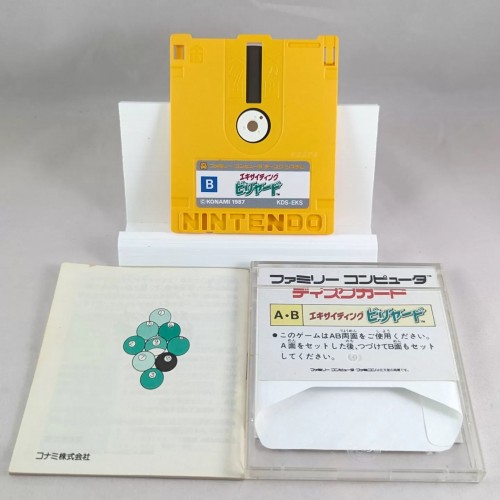 B
エキサイティング
ビリヤード
© KONAMI 1987
KDS-EKS
NINTENDO
コナミ株式会社
ファミリー コンピュータ™
ディスクカード
A・B
エキサイティング ビリヤード™
●このゲームはAB両面をご使用ください。
A面をセットした後、つづけてB面もセット
してください。